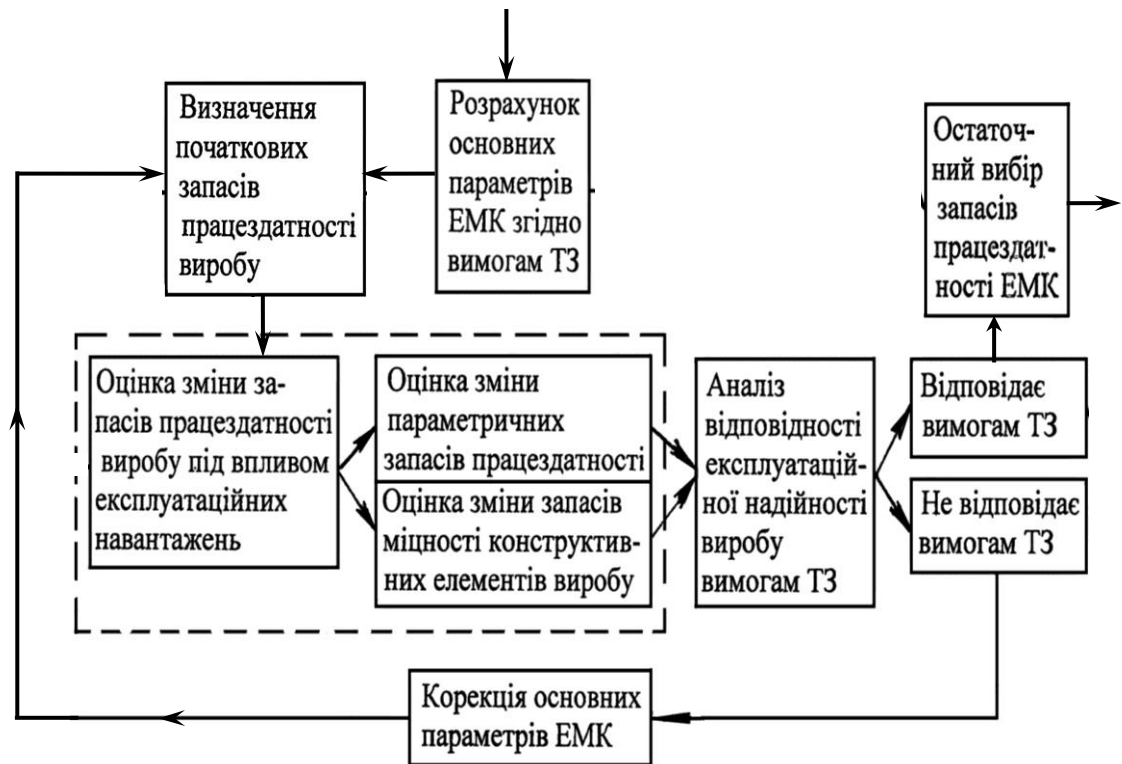 Визначення
початкових
запасів
працездатності
виробу
Розрахунок
основних
параметрів
ЕМК згідно
вимогам ТЗ
Остаточ-
ний вибір
запасів
працездат-
ності ЕМК
Оцінка зміни за-
пасів працездатності
виробу під впливом
експлуатаційних
навантажень
Оцінка зміни
параметричних
запасів працездатності
Оцінка зміни запасів
міцності конструктив-
них елементів виробу
Аналіз
відповідності
експлуатацій-
ної надійності
виробу
вимогам ТЗ
Відповідає
вимогам ТЗ
Не відповідає
вимогам ТЗ
Корекція основних
параметрів ЕМК